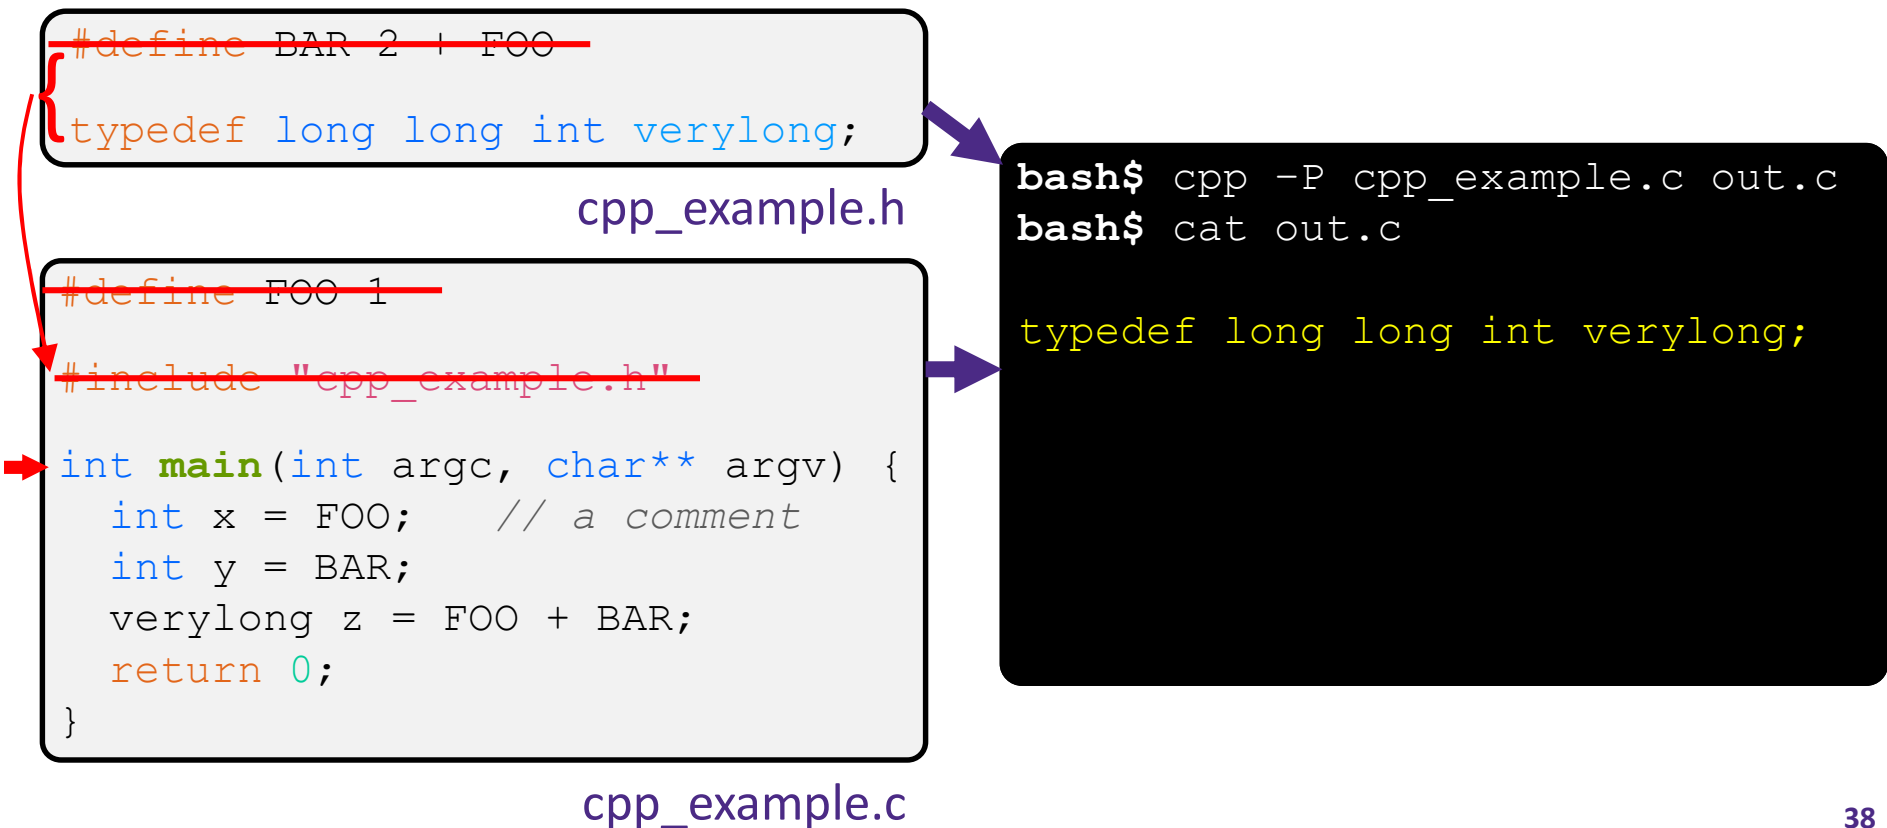 #define BAR 2 + FOO
typedef long long int verylong;
cpp_example.h
#define FOO 1
#include "cpp_example.h"
int main(int argc, char** argv) {
  int x = FOO;   // a comment
  int y = BAR;
  verylong z = FOO + BAR;
  return 0;
}
cpp_example.c
bash$ cpp –P cpp_example.c out.c
bash$ cat out.c
typedef long long int verylong;
38